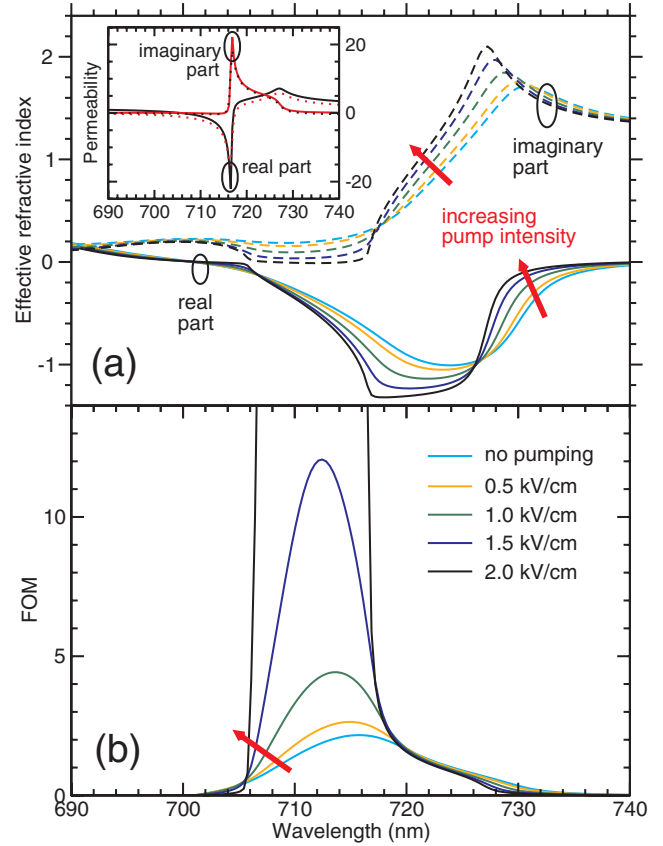 2
1
0
-1
Effective refractive index
imaginary
part
real part
Permeability
20
0
-20
690
700
710
720
730
740
imaginary
part
increasing
pump intensity
real
part
(a)
no pumping
0.5 kV/cm
1.0 kV/cm
1.5 kV/cm
2.0 kV/cm
10
5
0
FOM
(b)
690
700
710
720
730
740
Wavelength (nm)